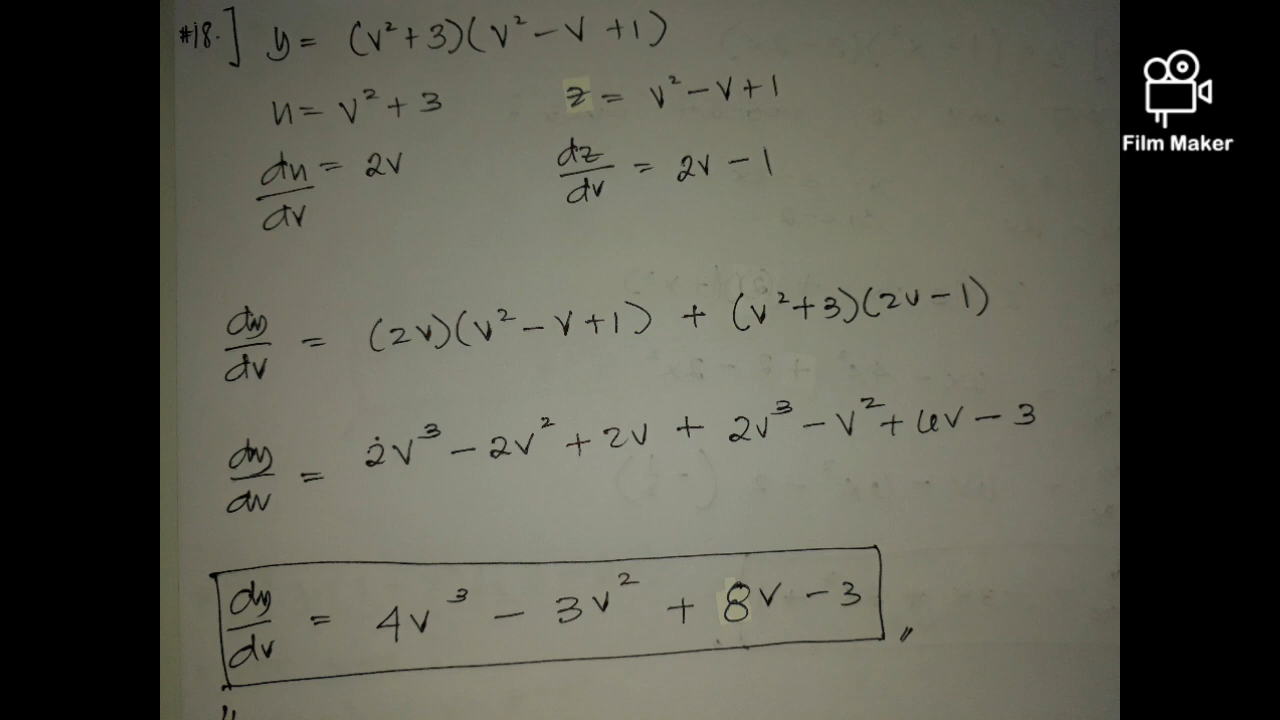 #18.] y = (v² + 3)(v² − v + 1)
u = v² + 3 z = v² − v + 1
du/dv = 2v dz/dv = 2v − 1
dy/dv = (2v)(v² − v + 1) + (v² + 3)(2v − 1)
dy/dv = 2v³ − 2v² + 2v + 2v³ − v² + 6v − 3
dy/dv = 4v³ − 3v² + 8v − 3
Film Maker